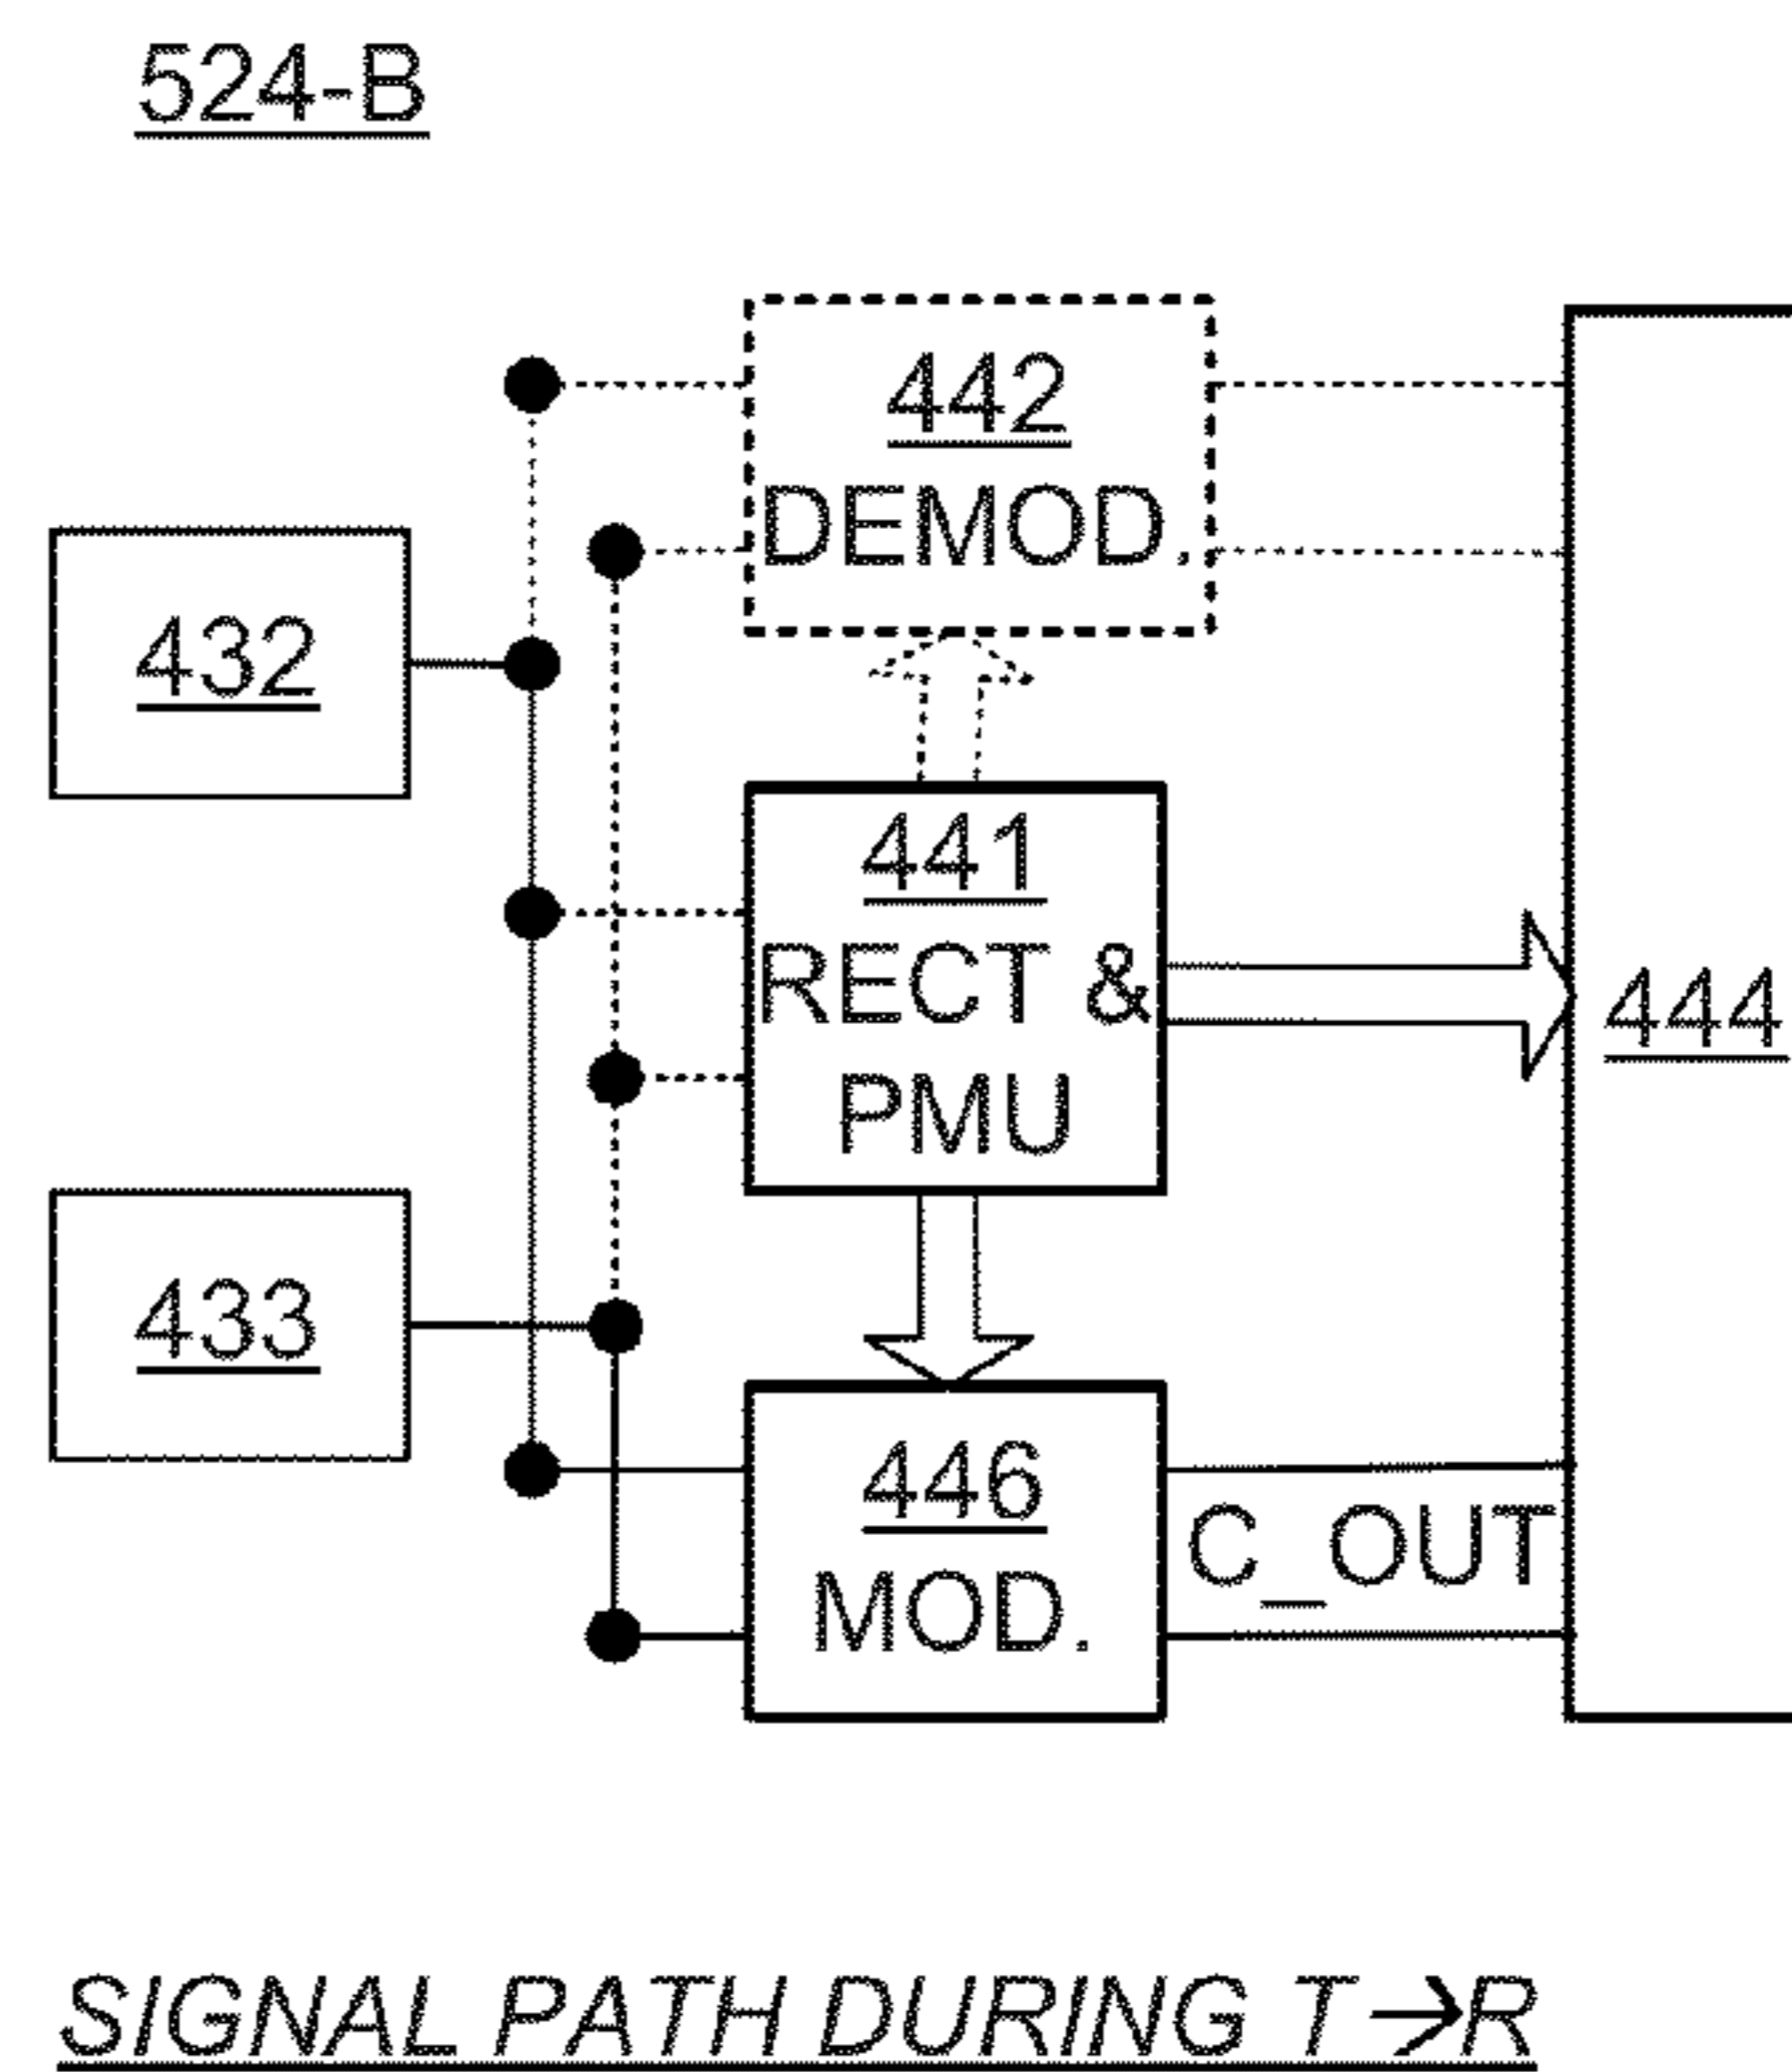 524-B
442
DEMOD.
432
441
RECT &
PMU
444
433
446
MOD.
C_OUT
SIGNAL PATH DURING T→R